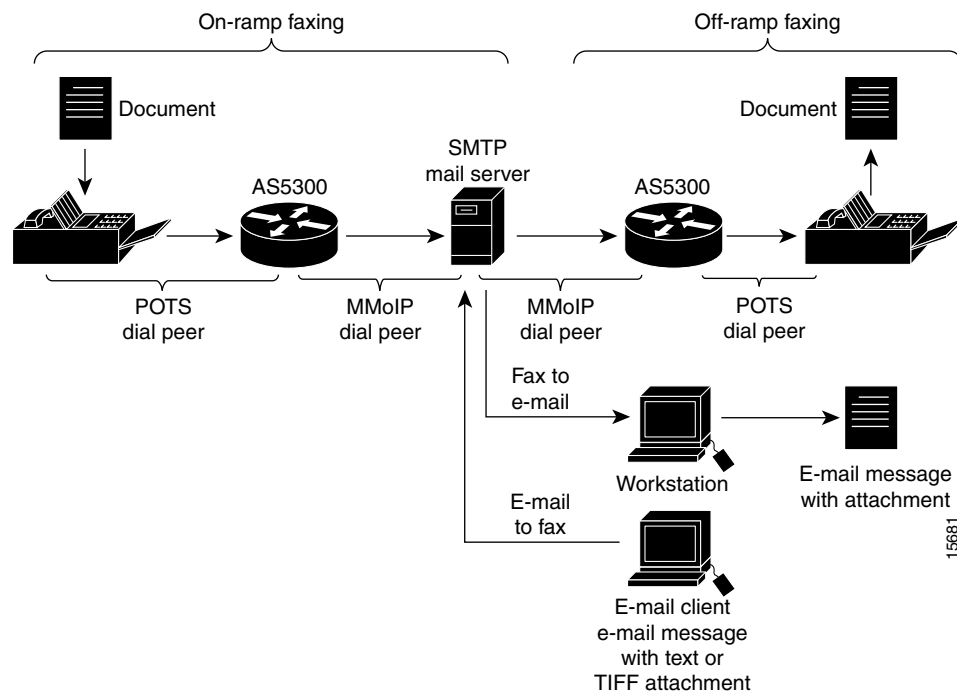 On-ramp faxing
Off-ramp faxing
Document
Document
SMTP
mail server
AS5300
AS5300
POTS
dial peer
MMoIP
dial peer
MMoIP
dial peer
POTS
dial peer
Fax to
e-mail
Workstation
E-mail message
with attachment
E-mail
to fax
E-mail client
e-mail message
with text or
TIFF attachment
15681